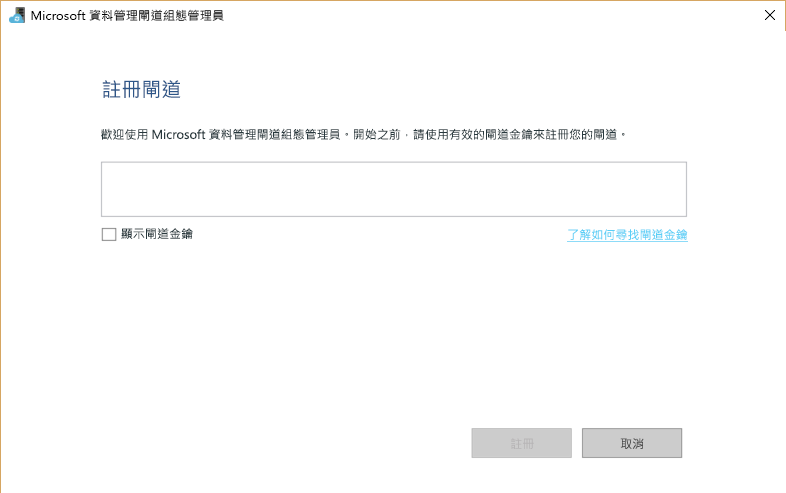 Microsoft 資料管理閘道組態管理員
註冊閘道
歡迎使用 Microsoft 資料管理閘道組態管理員。開始之前，請使用有效的閘道金鑰來註冊您的閘道。
顯示閘道金鑰
了解如何尋找閘道金鑰
註冊
取消